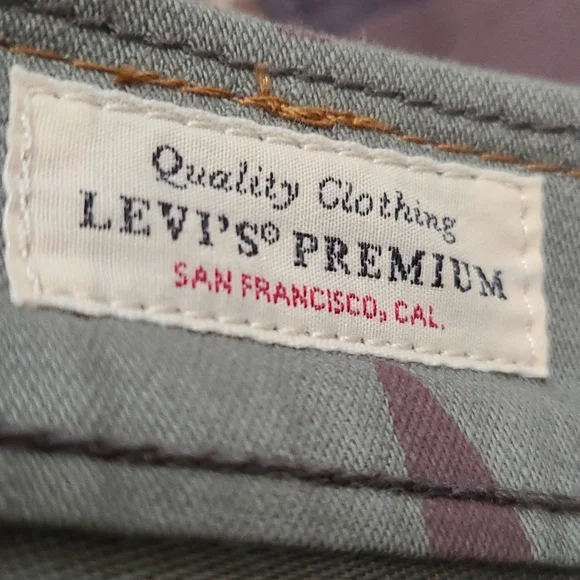 Quality Clothing
LEVI'S® PREMIUM
SAN FRANCISCO, CAL.